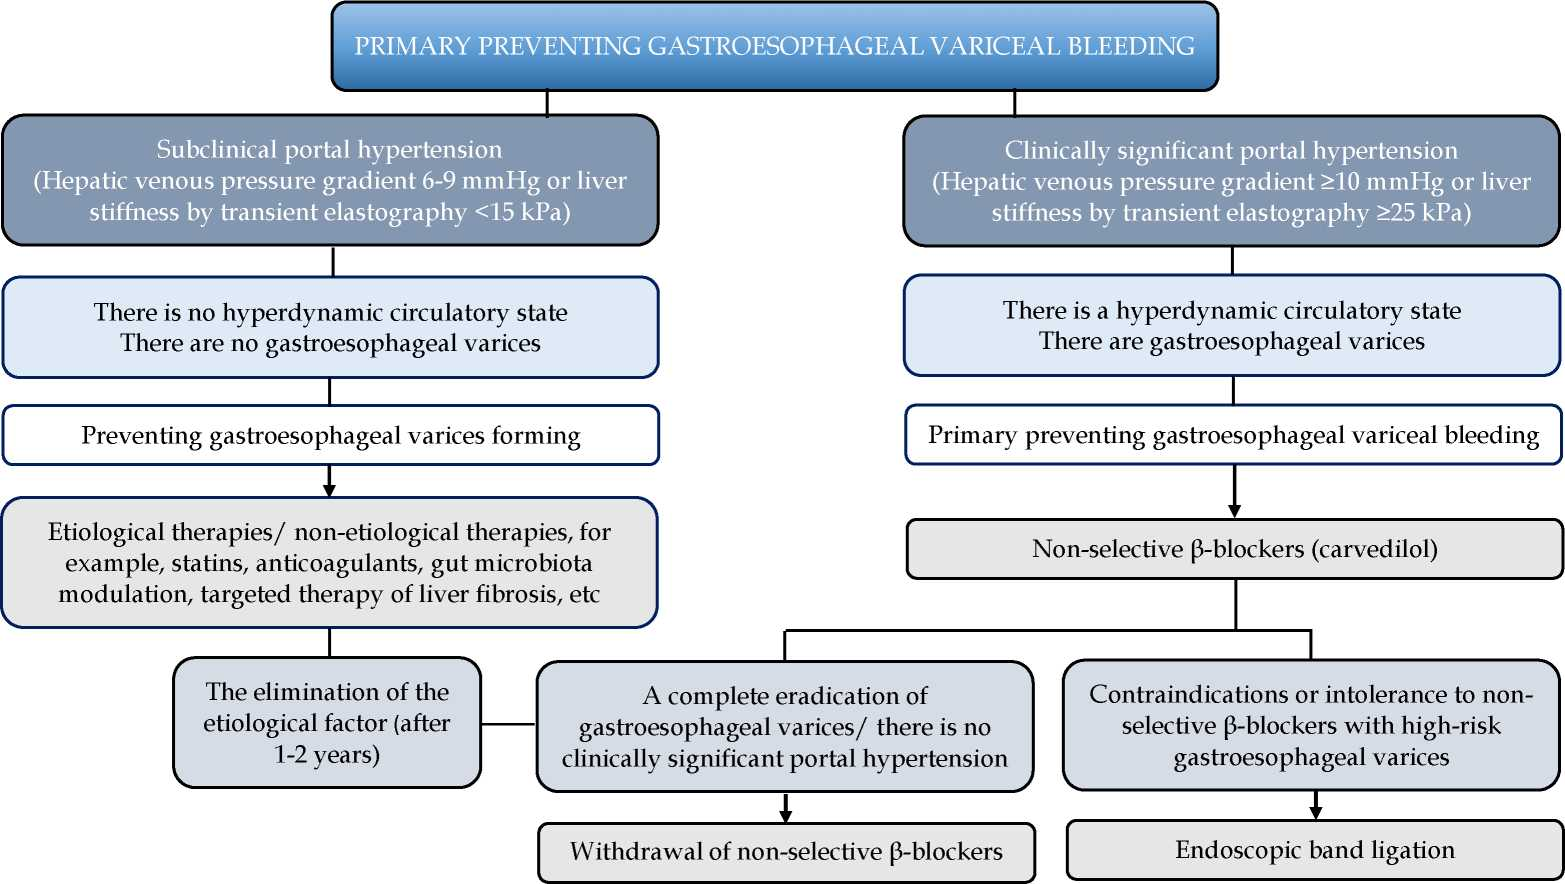 PRIMARY PREVENTING GASTROESOPHAGEAL VARICEAL BLEEDING
Subclinical portal hypertension
(Hepatic venous pressure gradient 6-9 mmHg or liver
stiffness by transient elastography <15 kPa)
Clinically significant portal hypertension
(Hepatic venous pressure gradient ≥10 mmHg or liver
stiffness by transient elastography ≥25 kPa)
There is no hyperdynamic circulatory state
There are no gastroesophageal varices
There is a hyperdynamic circulatory state
There are gastroesophageal varices
Preventing gastroesophageal varices forming
Primary preventing gastroesophageal variceal bleeding
Etiological therapies/ non-etiological therapies, for
example, statins, anticoagulants, gut microbiota
modulation, targeted therapy of liver fibrosis, etc
Non-selective β-blockers (carvedilol)
The elimination of the
etiological factor (after
1-2 years)
A complete eradication of
gastroesophageal varices/ there is no
clinically significant portal hypertension
Contraindications or intolerance to non-
selective β-blockers with high-risk
gastroesophageal varices
Withdrawal of non-selective β-blockers
Endoscopic band ligation